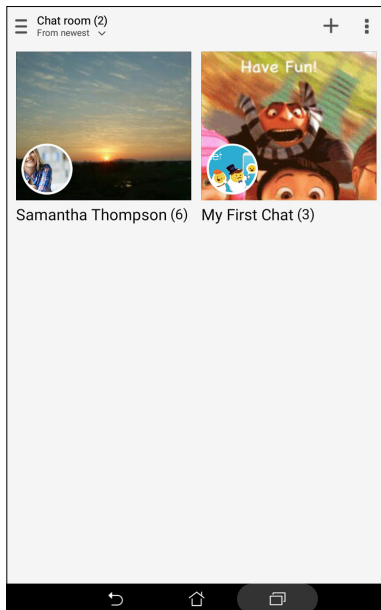 Chat room (2)
From newest
Have Fun!
Samantha Thompson (6)
My First Chat (3)